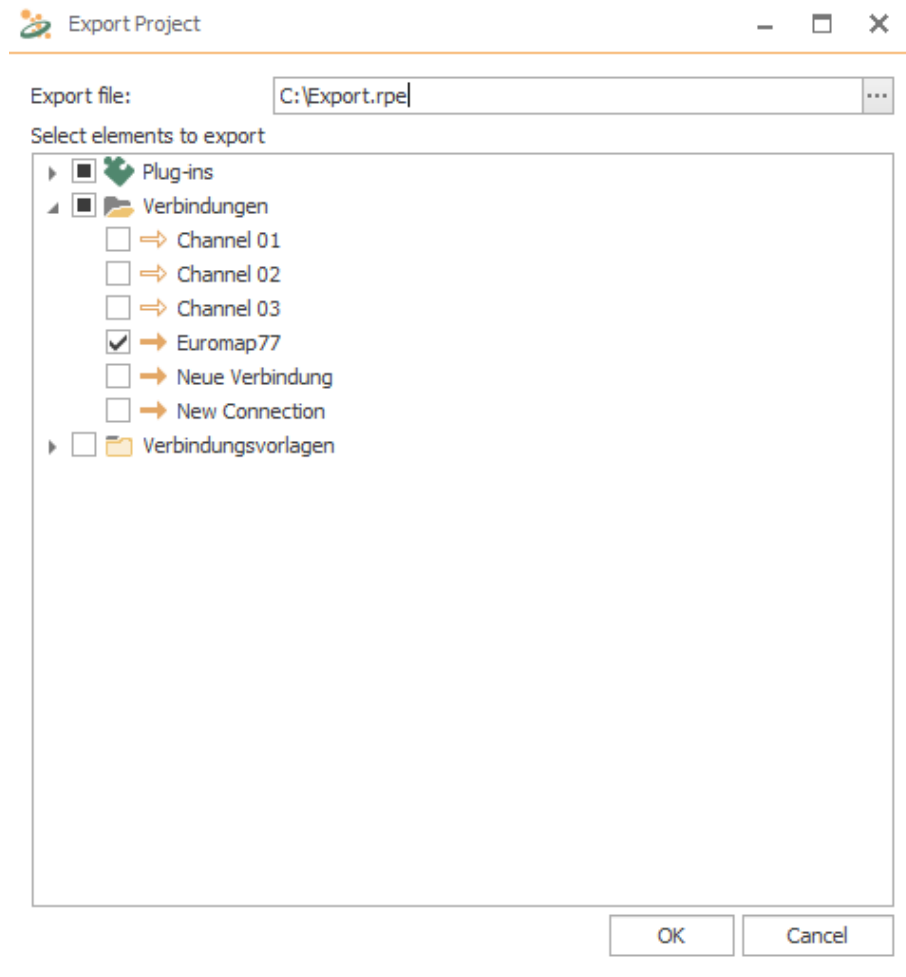 Export Project
Export file: C:\Export.rpe ...
Select elements to export
Plug-ins
Verbindungen
Channel 01
Channel 02
Channel 03
Euromap77
Neue Verbindung
New Connection
Verbindungsvorlagen
OK Cancel